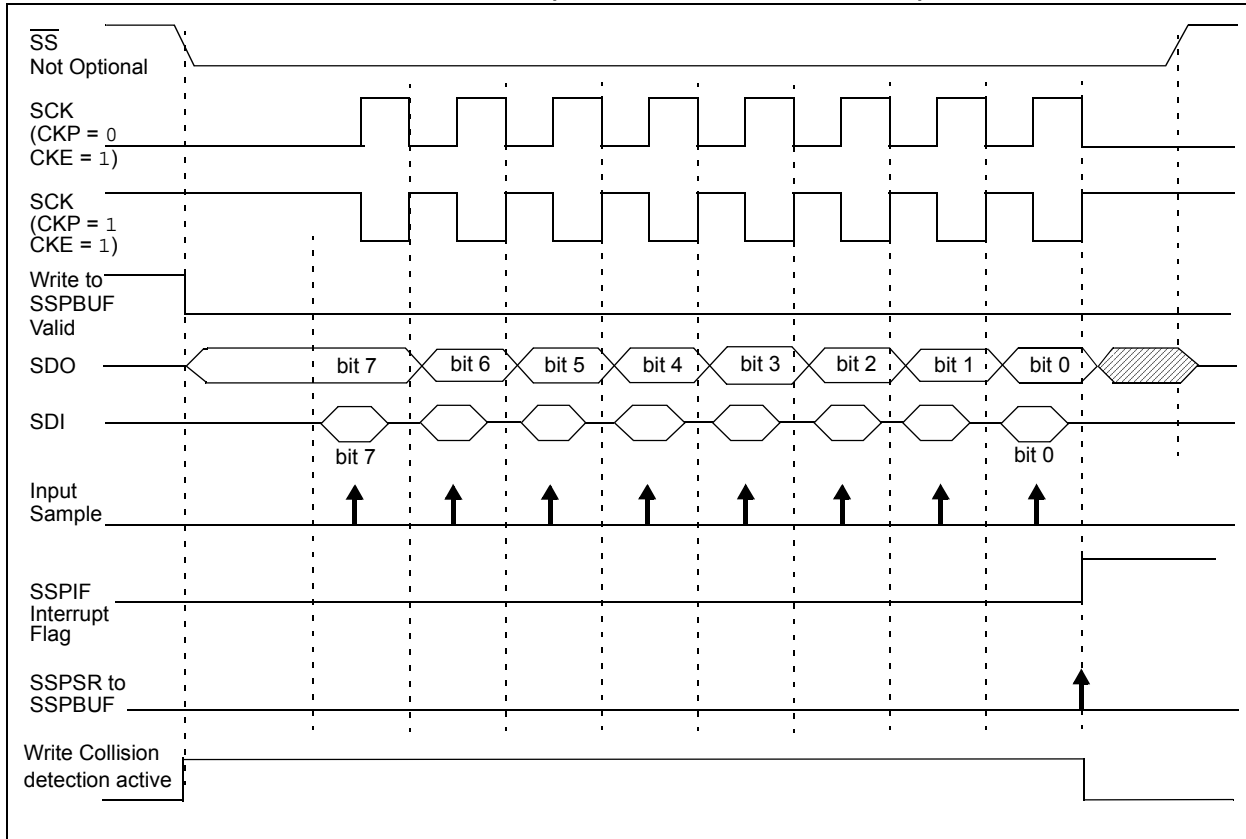 SS
Not Optional
SCK
(CKP = 0
CKE = 1)
SCK
(CKP = 1
CKE = 1)
Write to
SSPBUF
Valid
SDO
bit 7
bit 6
bit 5
bit 4
bit 3
bit 2
bit 1
bit 0
SDI
bit 7
bit 0
Input
Sample
SSPIF
Interrupt
Flag
SSPSR to
SSPBUF
Write Collision
detection active